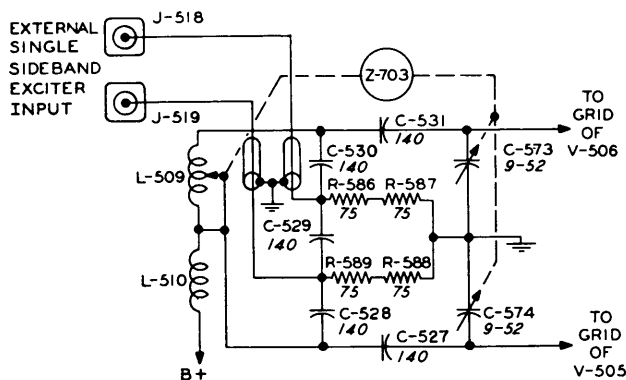 EXTERNAL
SINGLE
SIDEBAND
EXCITER
INPUT
J-518
J-519
Z-703
TO
GRID
OF
V-506
C-531
140
C-573
9-52
C-530
140
L-509
R-586
75
R-587
75
C-529
140
R-589
75
R-588
75
L-510
C-528
140
C-574
9-52
C-527
140
TO
GRID
OF
V-505
B+